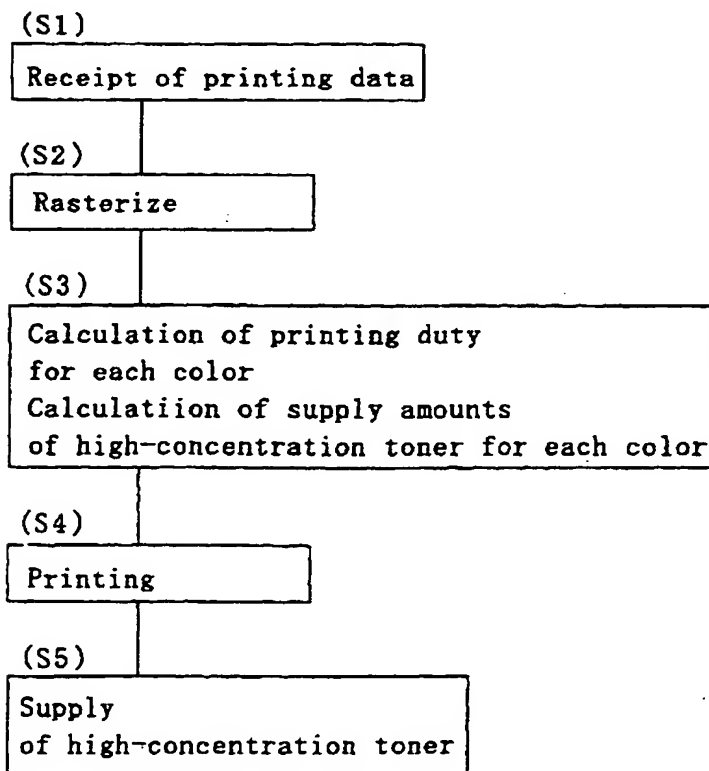 (S1)
Receipt of printing data
(S2)
Rasterize
(S3)
Calculation of printing duty
for each color
Calculatiion of supply amounts
of high-concentration toner for each color
(S4)
Printing
(S5)
Supply
of high-concentration toner